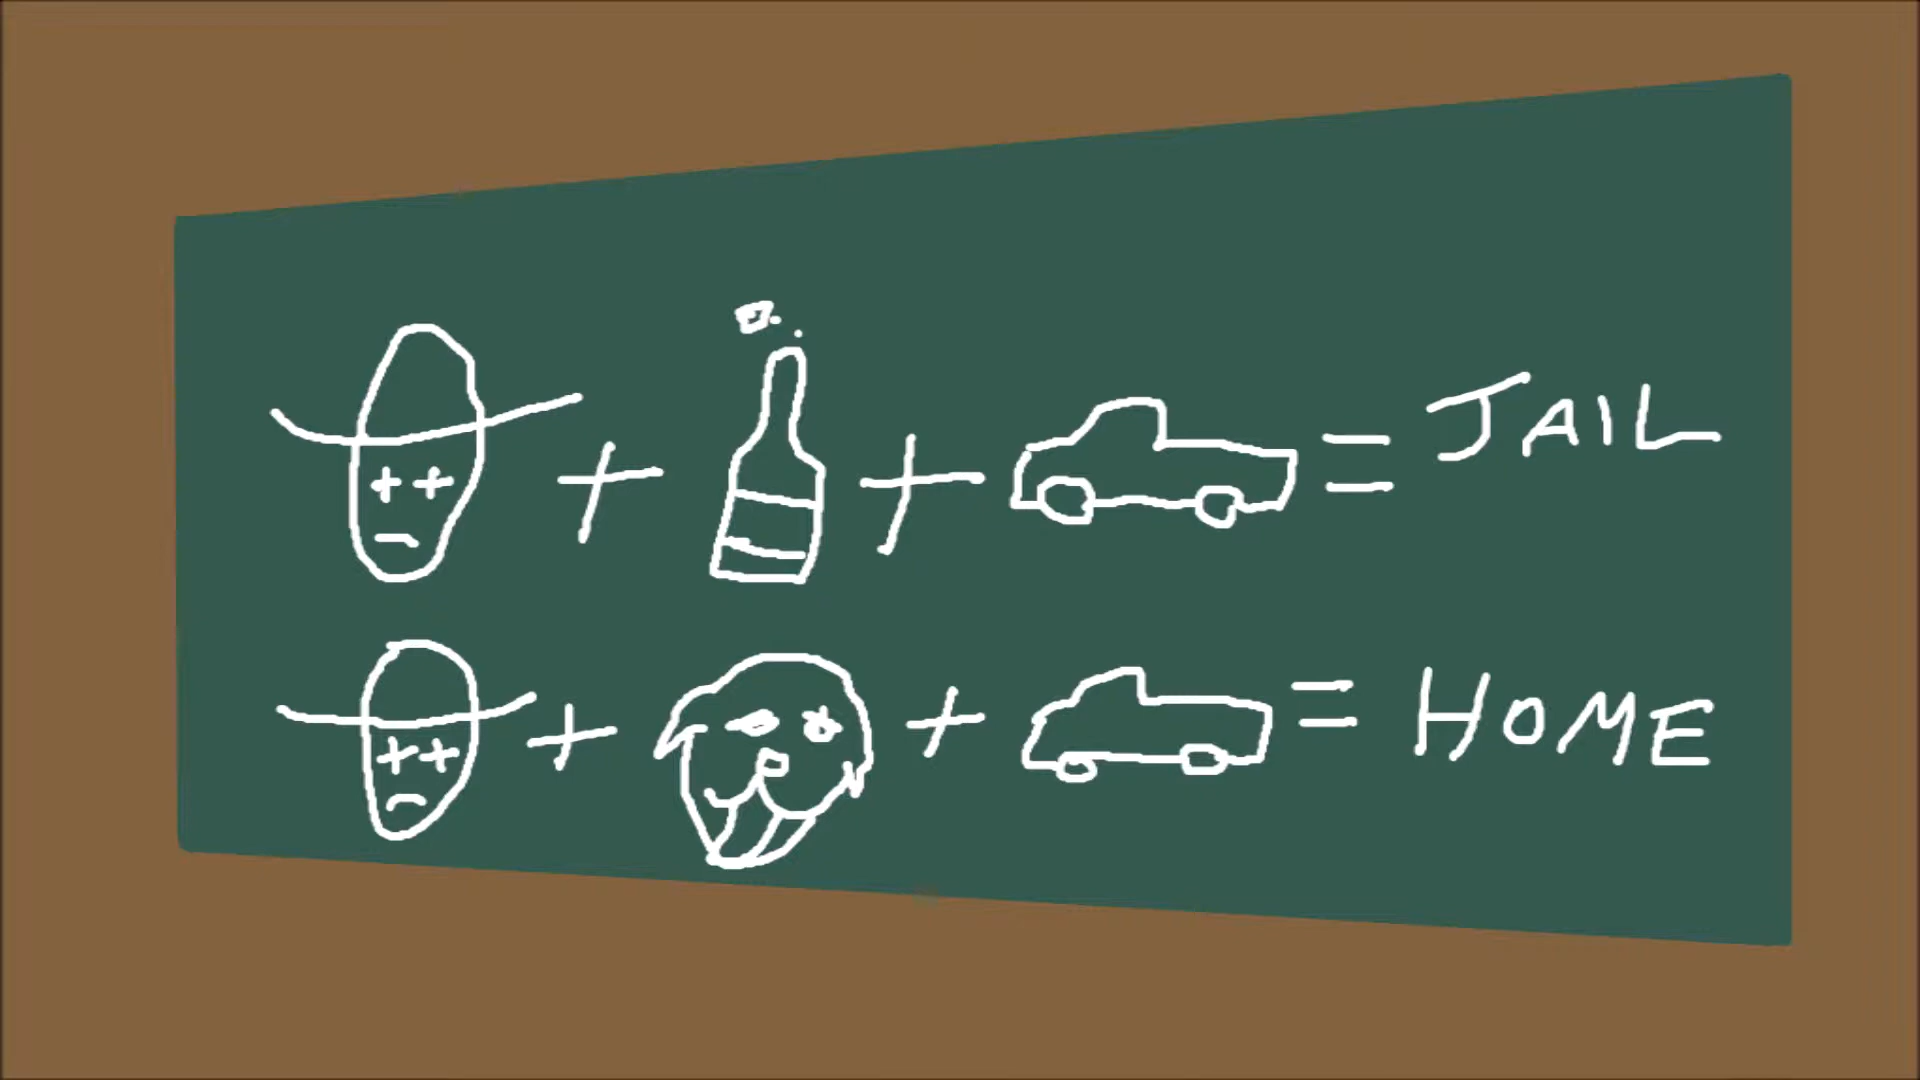 + + = JAIL
+ + = HOME